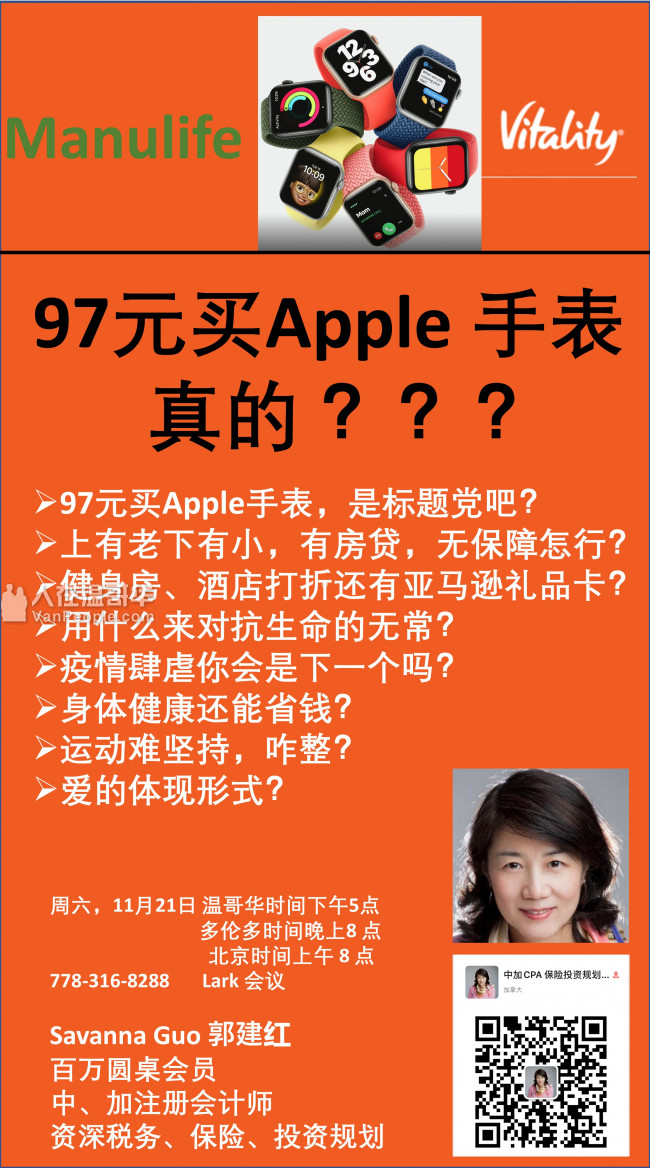 Manulife
Vitality
97元买Apple 手表
真的？？？
97元买Apple手表，是标题党吧？
上有老下有小，有房贷，无保障怎行？
健身房、酒店打折还有亚马逊礼品卡？
人在温哥华
VanPeople.com
用什么来对抗生命的无常？
疫情肆虐你会是下一个吗？
身体健康还能省钱？
运动难坚持，咋整？
爱的体现形式？
周六，11月21日 温哥华时间下午5点
多伦多时间晚上8 点
北京时间上午 8 点
778-316-8288 Lark 会议
中加CPA 保险投资规划...
加拿大
Savanna Guo 郭建红
百万圆桌会员
中、加注册会计师
资深税务、保险、投资规划